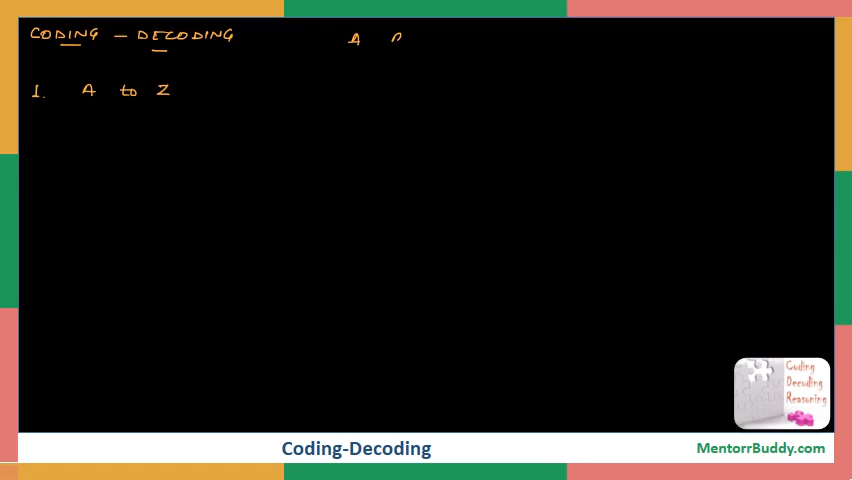 CODING - DECODING
A
1. A to Z
Coding
Decoding
Reasoning
Coding-Decoding
MentorrBuddy.com